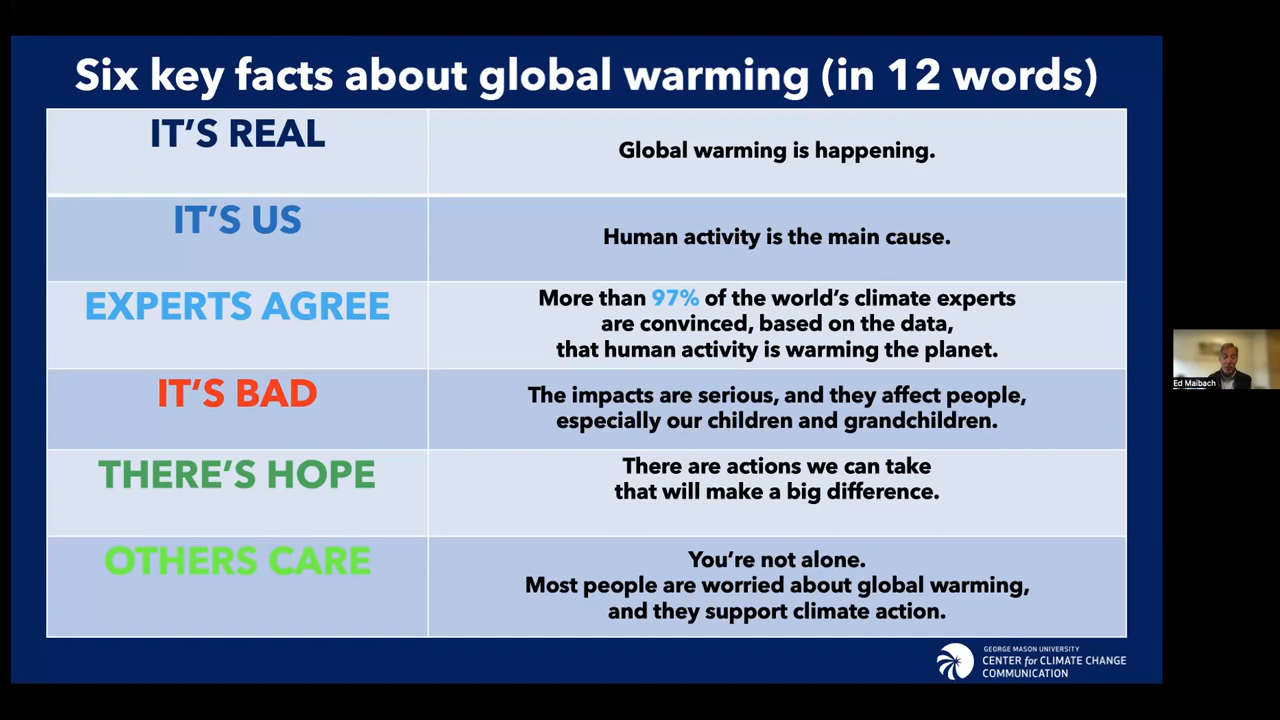 Six key facts about global warming (in 12 words)
IT'S REAL
Global warming is happening.
IT'S US
Human activity is the main cause.
EXPERTS AGREE
More than 97% of the world's climate experts
are convinced, based on the data,
that human activity is warming the planet.
IT'S BAD
The impacts are serious, and they affect people,
especially our children and grandchildren.
THERE'S HOPE
There are actions we can take
that will make a big difference.
OTHERS CARE
You're not alone.
Most people are worried about global warming,
and they support climate action.
GEORGE MASON UNIVERSITY
CENTER for CLIMATE CHANGE
COMMUNICATION
Ed Maibach